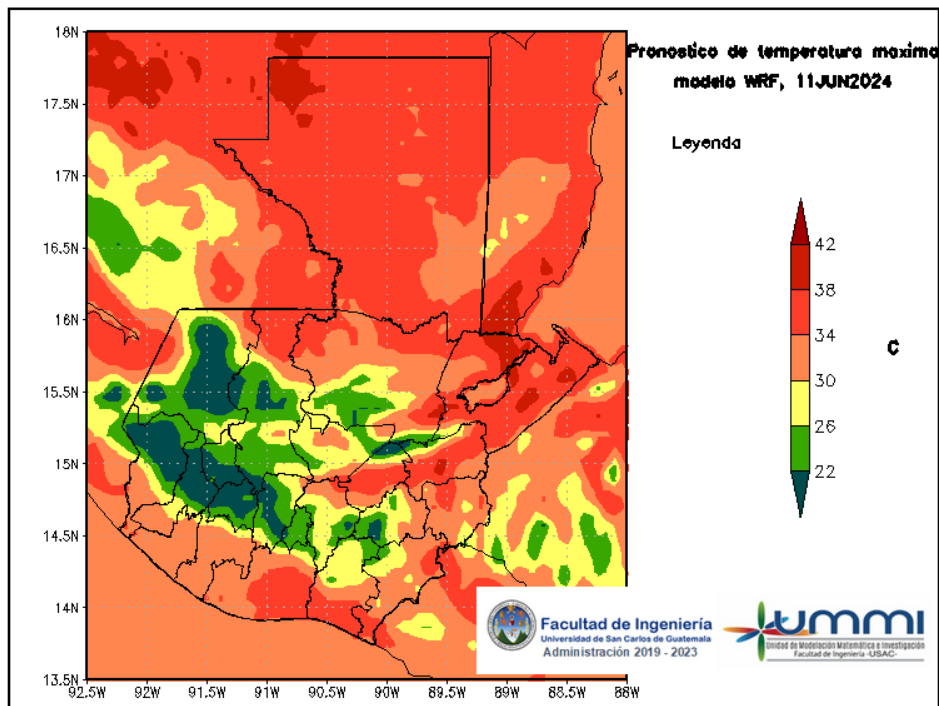 Pronostico de temperatura maxima
modelo WRF, 11JUN2024
Leyenda
42
38
34
30
26
22
C
18N
17.5N
17N
16.5N
16N
15.5N
15N
14.5N
14N
13.5N
92.5W
92W
91.5W
91W
90.5W
90W
89.5W
89W
88.5W
88W
Facultad de Ingeniería
Universidad de San Carlos de Guatemala
Administración 2019 - 2023
UMMI
Unidad de Modelación Matemática e Investigación
Facultad de Ingeniería -USAC-